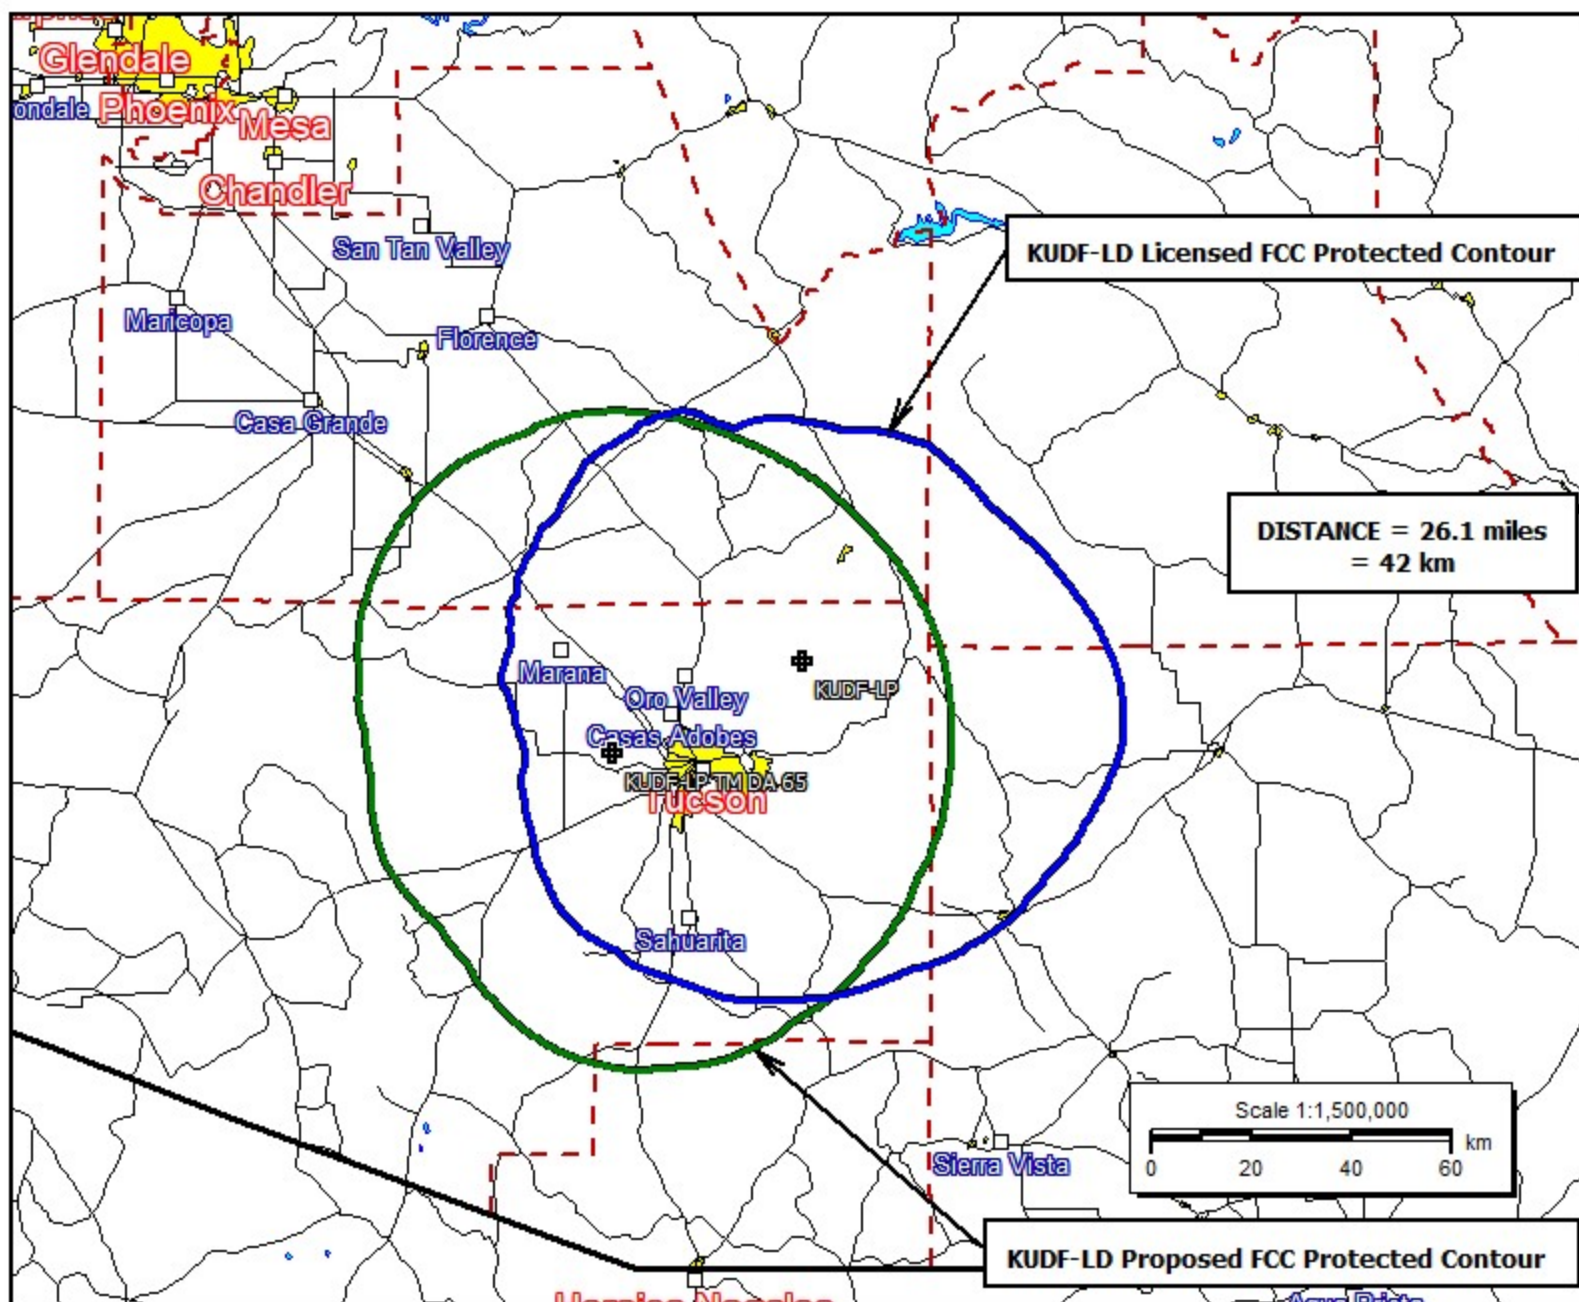 Glendale
ondale
Phoenix
Mesa
Chandler
San Tan Valley
KUDF-LD Licensed FCC Protected Contour
Maricopa
Florence
Casa Grande
DISTANCE = 26.1 miles
= 42 km
Marana
Oro Valley
KUDF-LP
Casas Adobes
KUDF-LP TM DA 65
Tucson
Sahuarita
Scale 1:1,500,000
km
0 20 40 60
Sierra Vista
KUDF-LD Proposed FCC Protected Contour